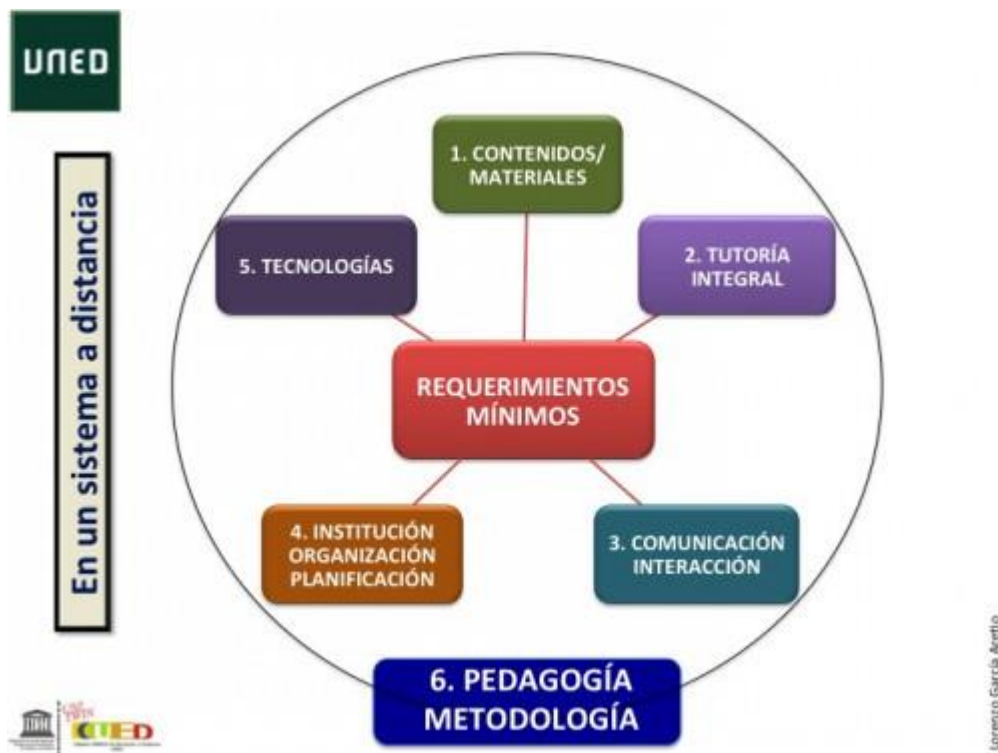 UNED
En un sistema a distancia
1. CONTENIDOS/
MATERIALES
2. TUTORÍA
INTEGRAL
5. TECNOLOGÍAS
REQUERIMIENTOS
MÍNIMOS
4. INSTITUCIÓN
ORGANIZACIÓN
PLANIFICACIÓN
3. COMUNICACIÓN
INTERACCIÓN
6. PEDAGOGÍA
METODOLOGÍA
CUED
Lorenzo García Aretio